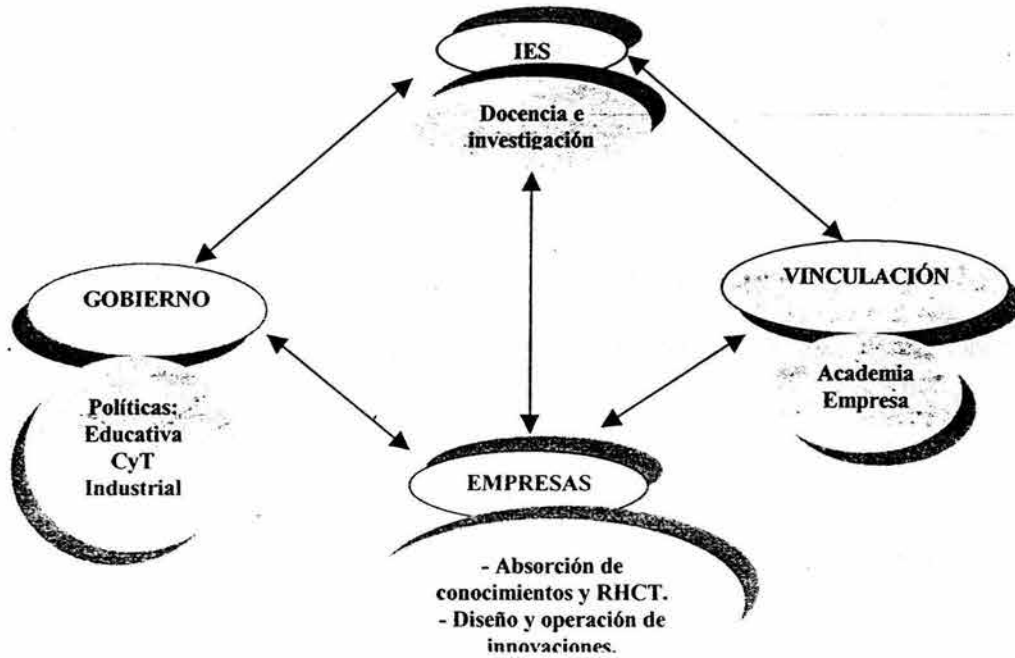 IES
Docencia e
investigación
GOBIERNO
VINCULACIÓN
Políticas:
Educativa
CyT
Industrial
Academia
Empresa
EMPRESAS
- Absorción de
conocimientos y RHCT.
- Diseño y operación de
innovaciones.